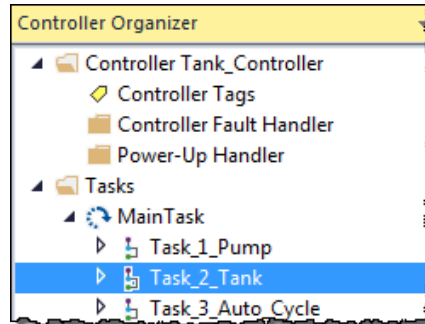 Controller Organizer
Controller Tank_Controller
Controller Tags
Controller Fault Handler
Power-Up Handler
Tasks
MainTask
Task_1_Pump
Task_2_Tank
Task_3_Auto_Cycle